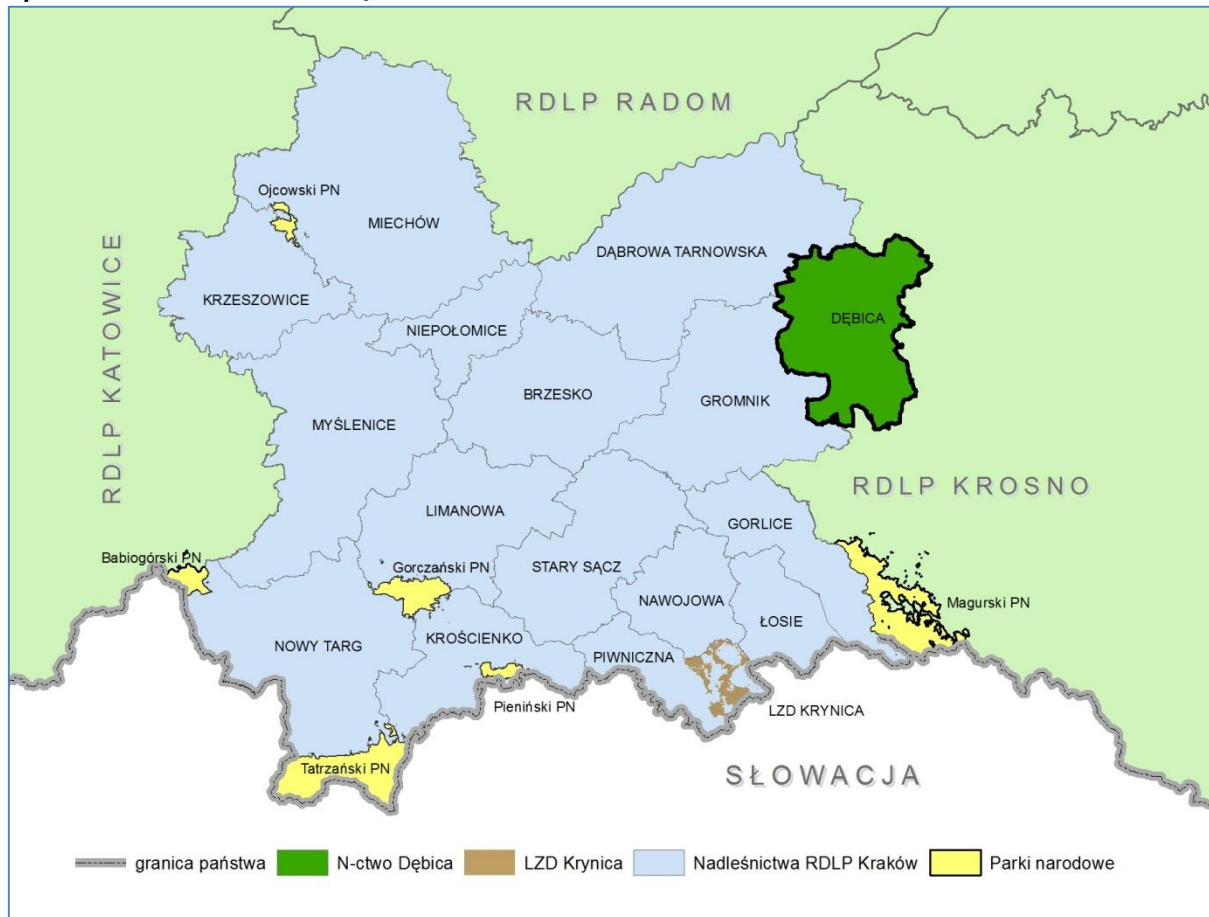 RDLP RADOM
Ojcowski PN
MIECHÓW
DĄBROWA TARNOWSKA
RDLP KATOWICE
KRZESZOWICE
NIEPOŁOMICE
DĘBICA
BRZESKO
GROMNIK
MYŚLENICE
RDLP KROSNO
LIMANOWA
GORLICE
Babiogórski PN
Gorczański PN
STARY SĄCZ
NAWOJOWA
Magurski PN
ŁOSIE
NOWY TARG
KROŚCIENKO
PIWNICZNA
Pieniński PN
LZD KRYNICA
Tatrzański PN
SŁOWACJA
granica państwa
N-ctwo Dębica
LZD Krynica
Nadleśnictwa RDLP Kraków
Parki narodowe